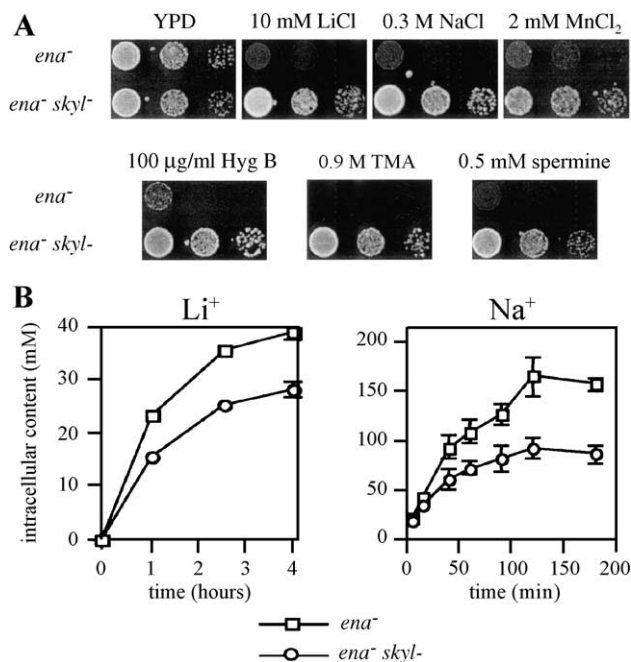 A
YPD 10 mM LiCl 0.3 M NaCl 2 mM MnCl₂
ena⁻
ena⁻ skyl⁻
100 µg/ml Hyg B 0.9 M TMA 0.5 mM spermine
ena⁻
ena⁻ skyl-
B
Li⁺ Na⁺
intracellular content (mM)
40
30
20
10
0
0 1 2 3 4
time (hours)
200
150
100
50
0
0 50 100 150 200
time (min)
ena⁻
ena⁻ skyl-